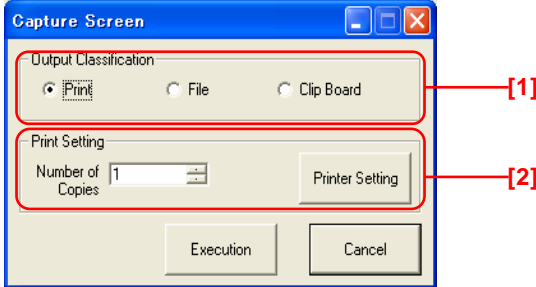 Capture Screen
Output Classification
Print File Clip Board
[1]
Print Setting
Number of Copies
1
Printer Setting
[2]
Execution Cancel